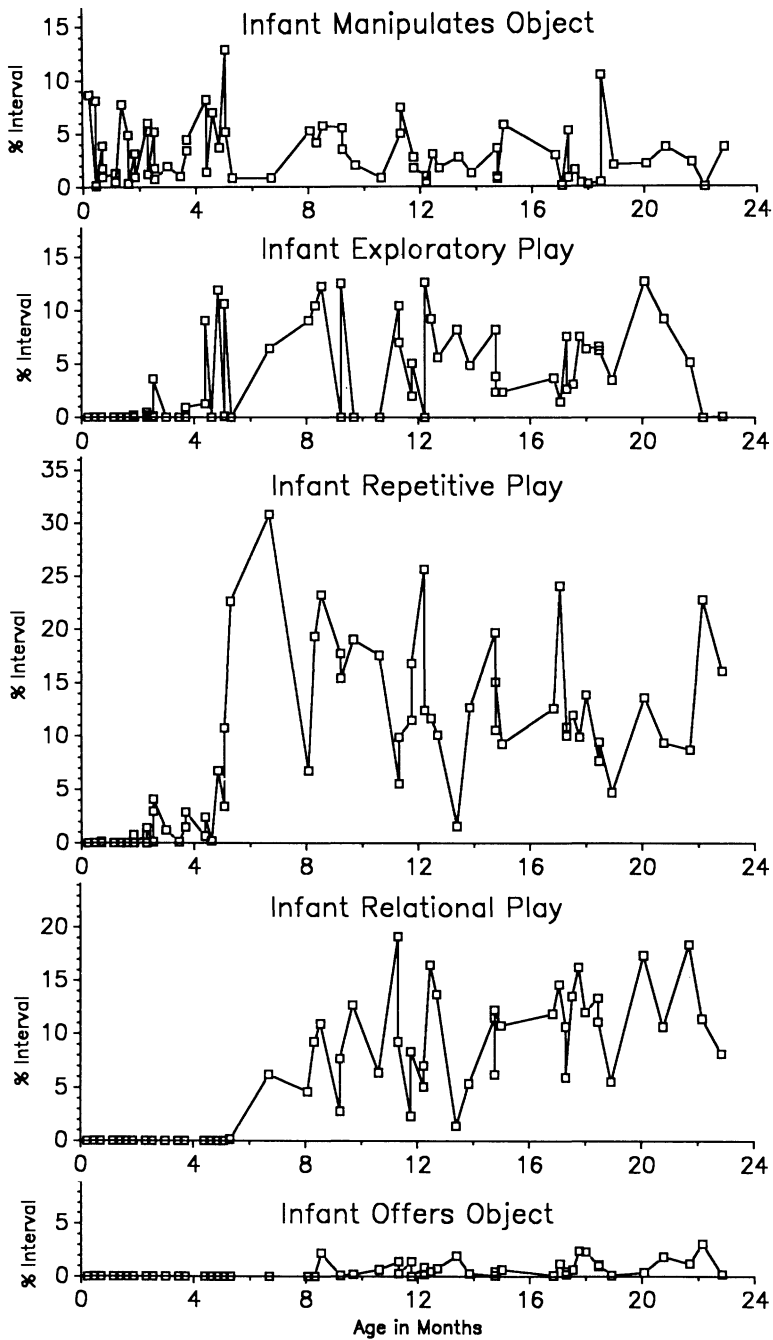 Infant Manipulates Object
% Interval
15
10
5
0
0 4 8 12 16 20 24
Infant Exploratory Play
% Interval
15
10
5
0
0 4 8 12 16 20 24
Infant Repetitive Play
% Interval
35
30
25
20
15
10
5
0
0 4 8 12 16 20 24
Infant Relational Play
% Interval
20
15
10
5
0
0 4 8 12 16 20 24
Infant Offers Object
% Interval
5
0
0 4 8 12 16 20 24
Age in Months